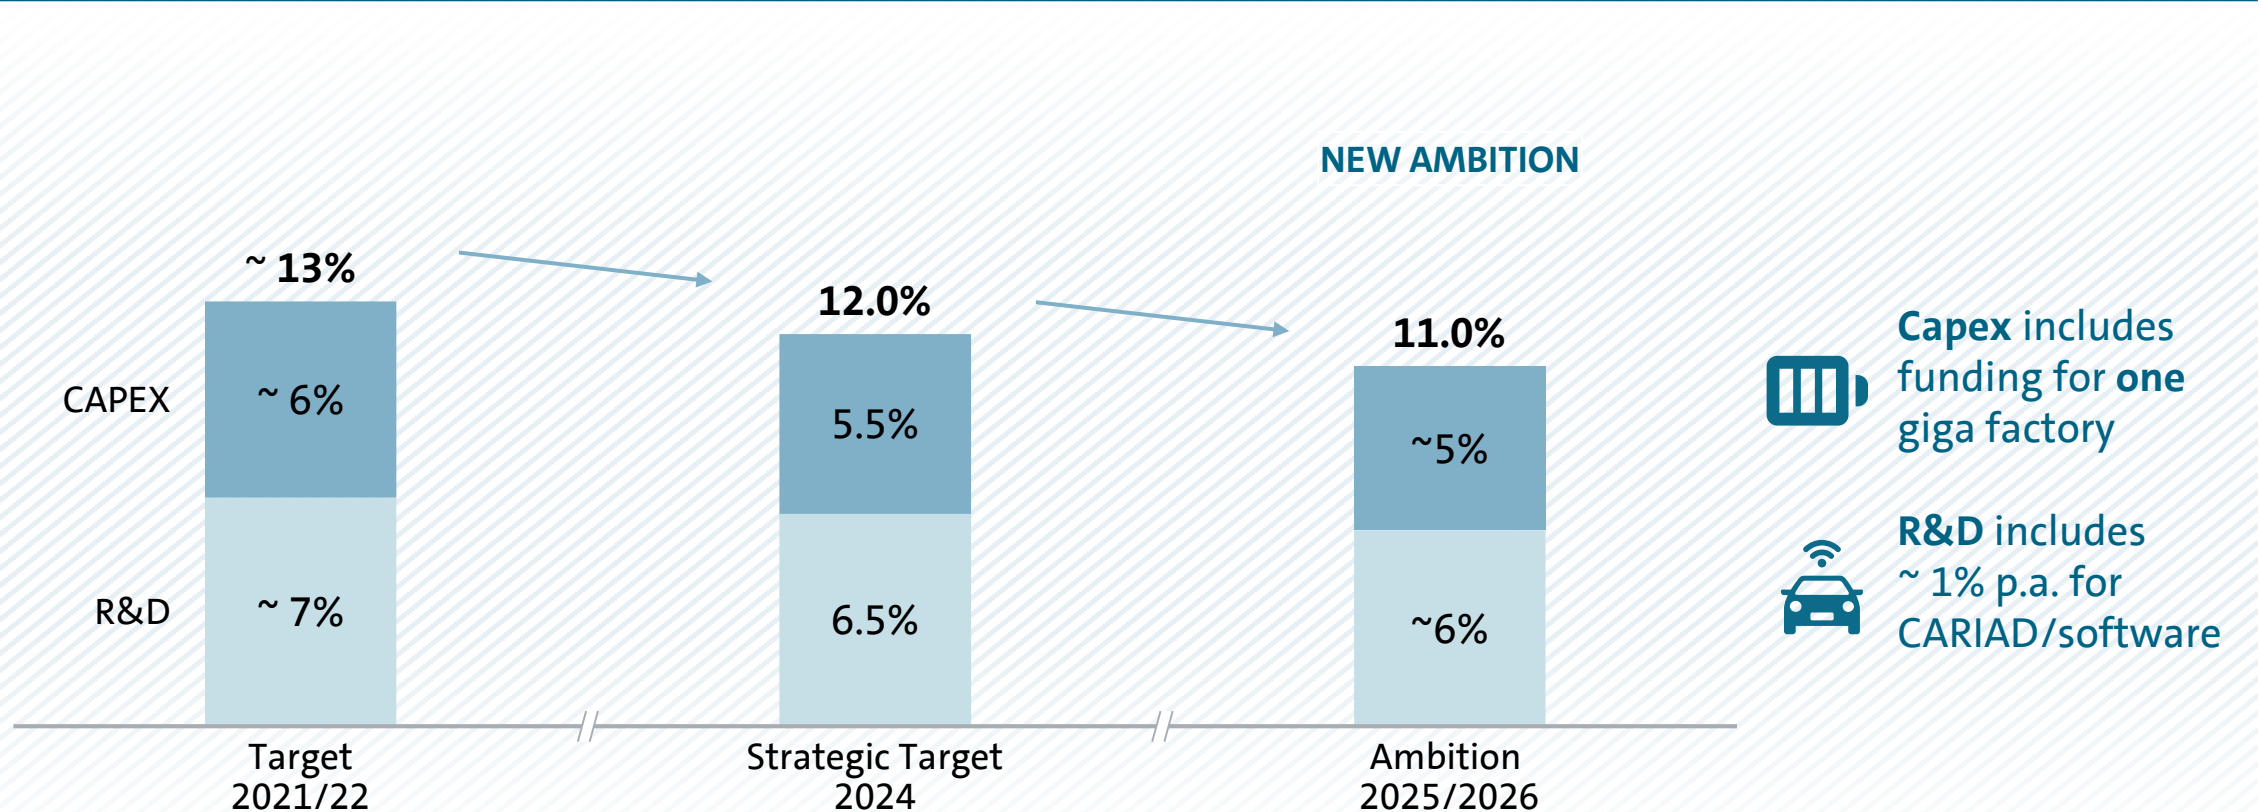 NEW AMBITION
~ 13%
12.0%
11.0%
CAPEX
~ 6%
5.5%
~5%
R&D
~ 7%
6.5%
~6%
Target
2021/22
Strategic Target
2024
Ambition
2025/2026
Capex includes
funding for one
giga factory
R&D includes
~ 1% p.a. for
CARIAD/software